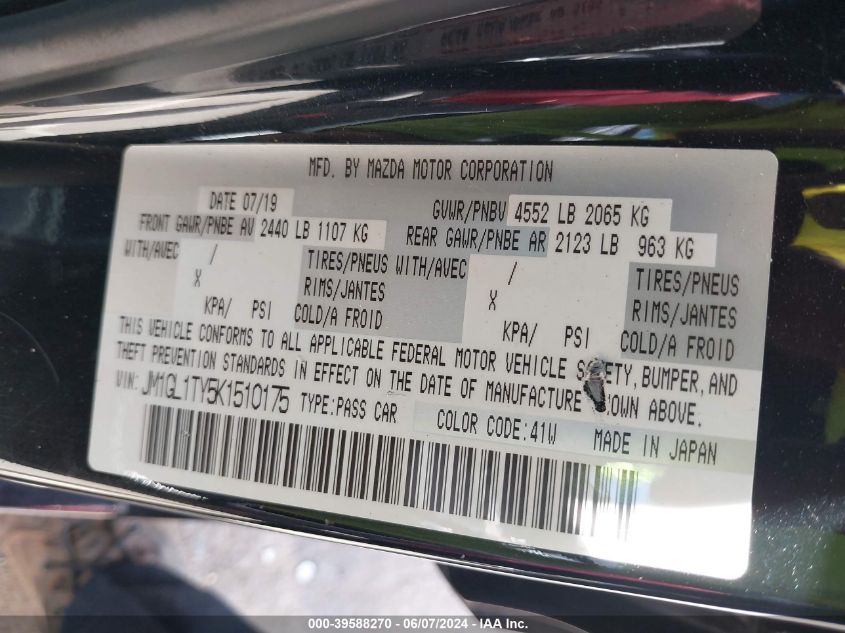 MFD. BY MAZDA MOTOR CORPORATION
DATE 07/19 GVWR/PNBV 4552 LB 2065 KG
FRONT GAWR/PNBE AV 2440 LB 1107 KG REAR GAWR/PNBE AR 2123 LB 963 KG
WITH/AVEC / TIRES/PNEUS WITH/AVEC / TIRES/PNEUS
X RIMS/JANTES X RIMS/JANTES
KPA/ PSI COLD/A FROID KPA/ PSI COLD/A FROID
THIS VEHICLE CONFORMS TO ALL APPLICABLE FEDERAL MOTOR VEHICLE SAFETY, BUMPER, AND
THEFT PREVENTION STANDARDS IN EFFECT ON THE DATE OF MANUFACTURE SHOWN ABOVE.
VIN: JM1GL1TY5K1510175 TYPE:PASS CAR COLOR CODE:41W MADE IN JAPAN
000-39588270 - 06/07/2024 - IAA, Inc.